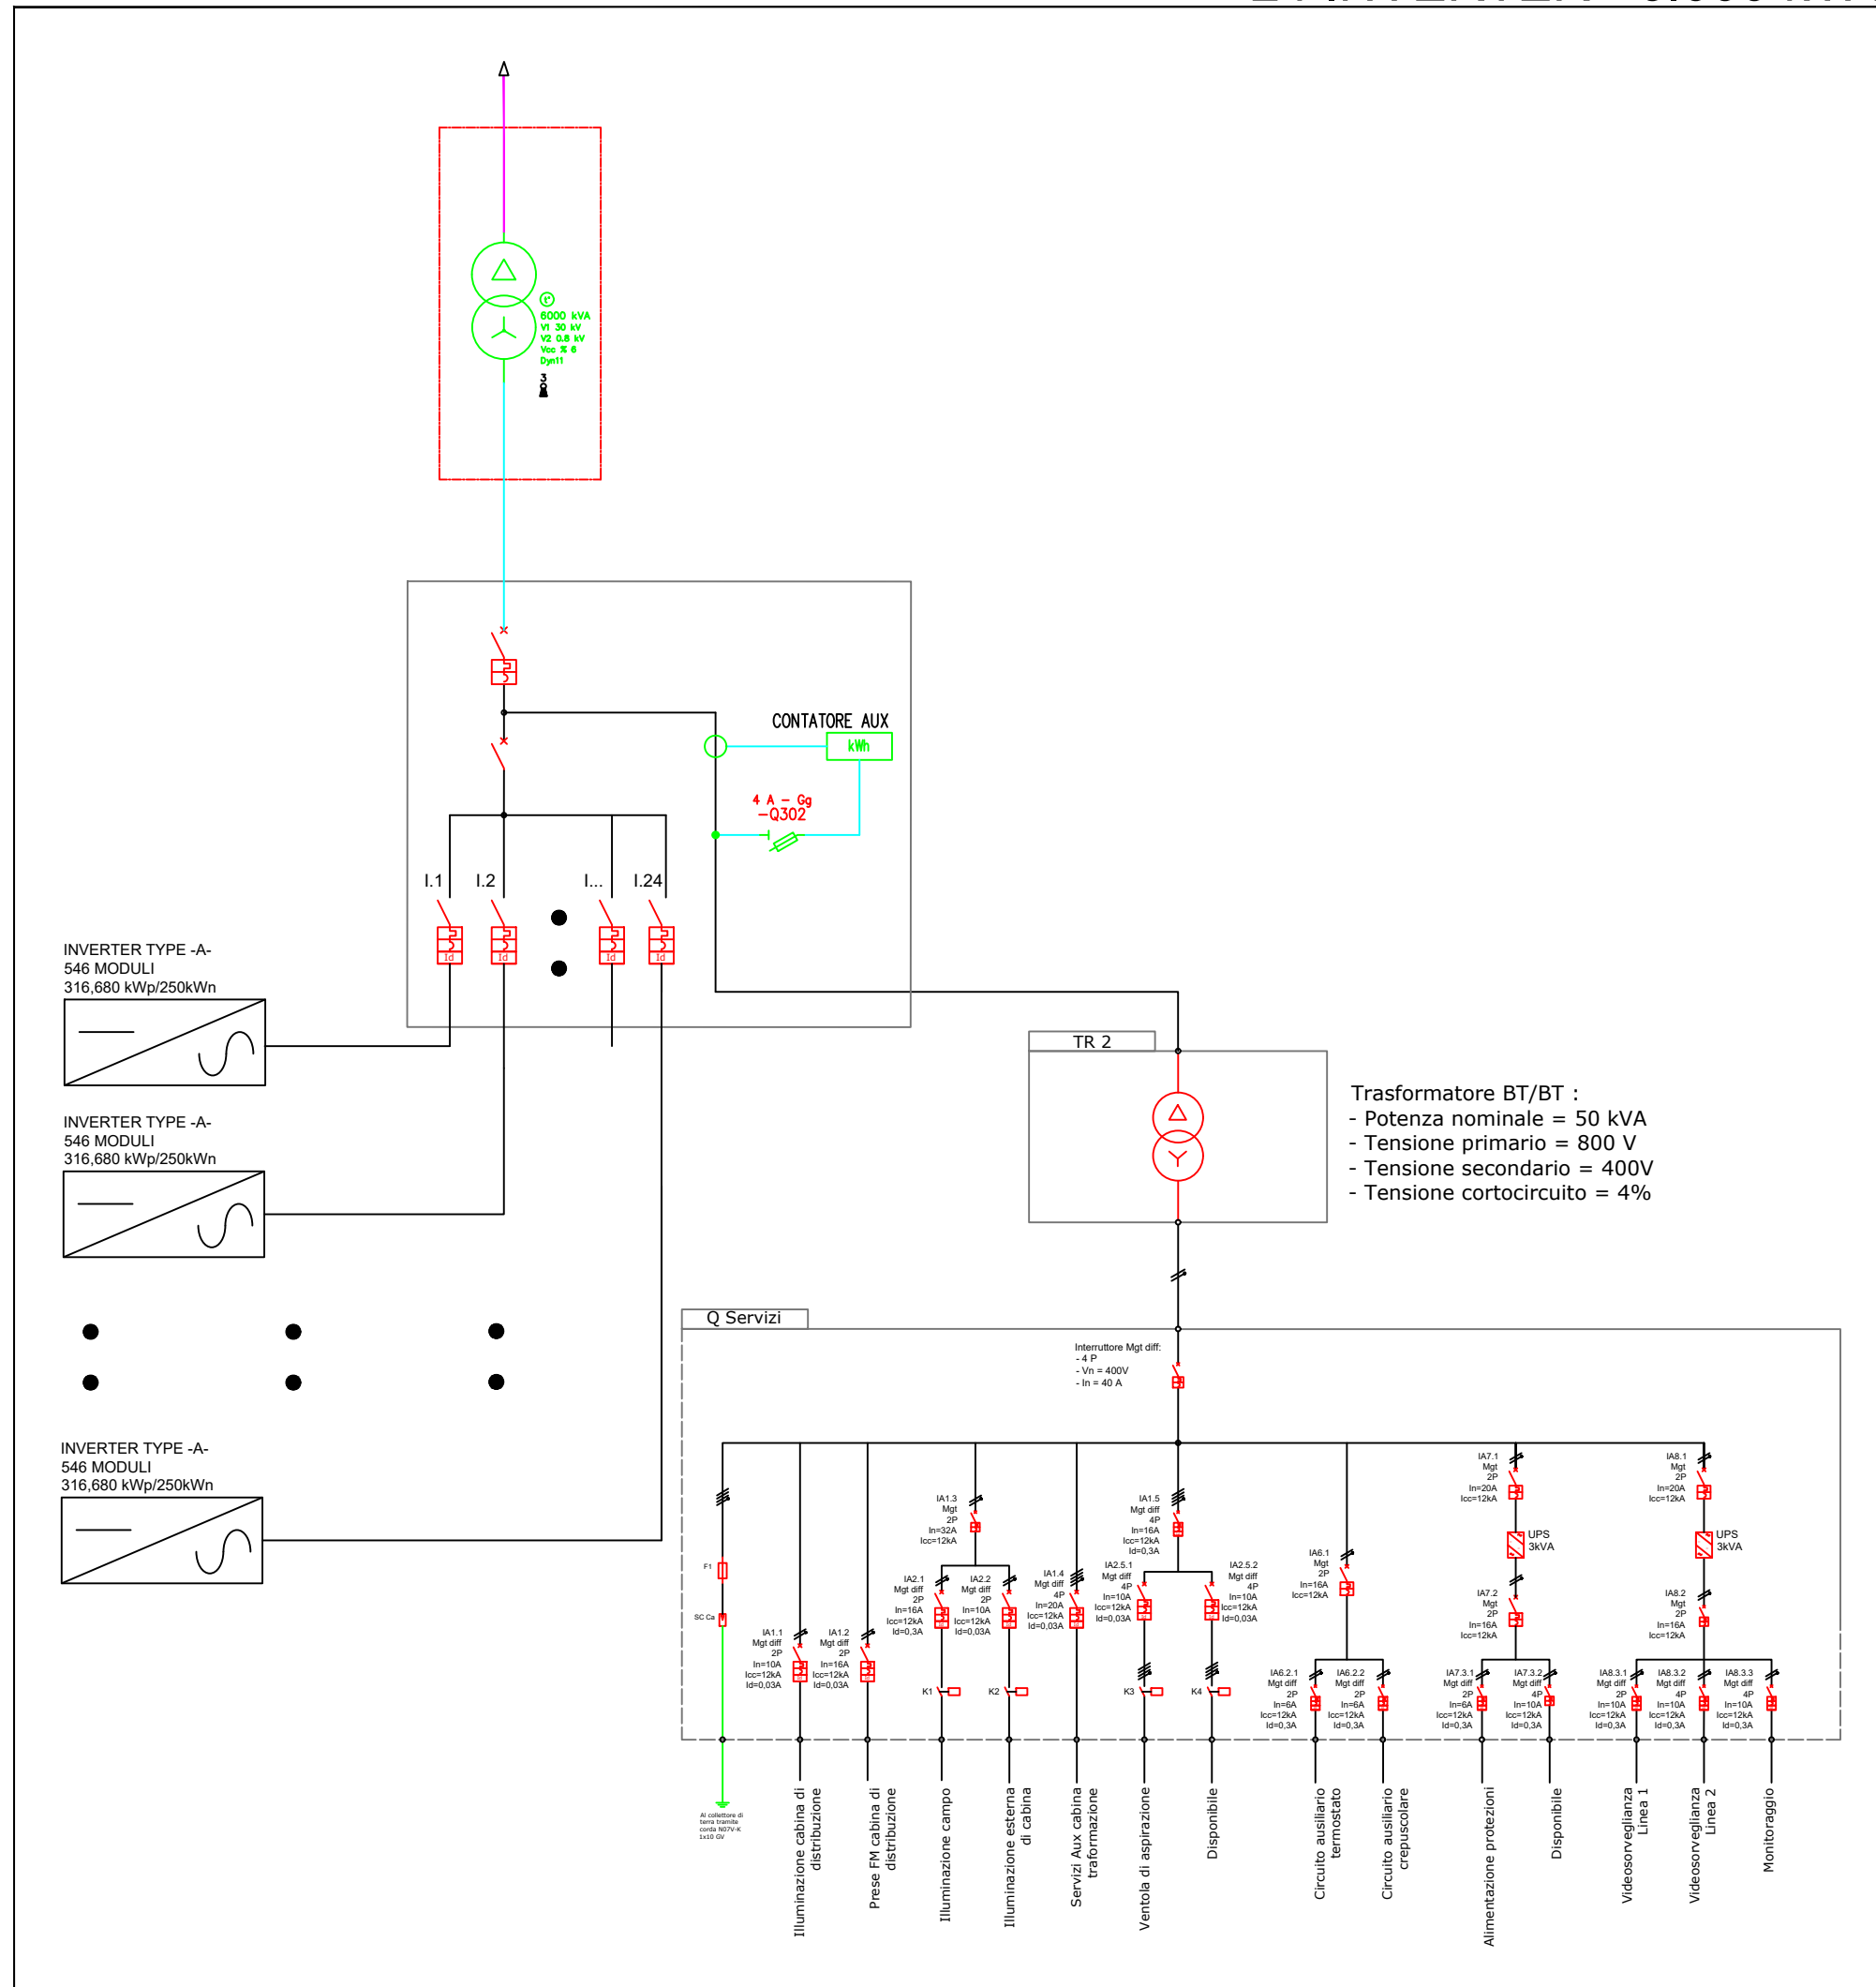 6000 kVA
V1 30 kV
V2 0.8 kV
Vcc % 6
Dyn11
3
CONTATORE AUX
kWh
4 A - Gg
-Q302
I.1
I.2
I...
I.24
Id
Id
Id
Id
INVERTER TYPE -A-
546 MODULI
316,680 kWp/250kWn
INVERTER TYPE -A-
546 MODULI
316,680 kWp/250kWn
INVERTER TYPE -A-
546 MODULI
316,680 kWp/250kWn
TR 2
Trasformatore BT/BT :
- Potenza nominale = 50 kVA
- Tensione primario = 800 V
- Tensione secondario = 400V
- Tensione cortocircuito = 4%
Q Servizi
Interruttore Mgt diff:
- 4 P
- Vn = 400V
- In = 40 A
F1
SC Ca
IA1.1
Mgt diff
2P
In=10A
Icc=12kA
Id=0,03A
IA1.2
Mgt diff
2P
In=16A
Icc=12kA
Id=0,03A
IA1.3
Mgt
2P
In=32A
Icc=12kA
IA2.1
Mgt diff
2P
In=16A
Icc=12kA
Id=0,3A
IA2.2
Mgt diff
2P
In=10A
Icc=12kA
Id=0,03A
K1
K2
IA1.4
Mgt diff
4P
In=20A
Icc=12kA
Id=0,03A
IA1.5
Mgt diff
4P
In=16A
Icc=12kA
Id=0,3A
IA2.5.1
Mgt diff
4P
In=10A
Icc=12kA
Id=0,03A
IA2.5.2
Mgt diff
4P
In=10A
Icc=12kA
Id=0,03A
K3
K4
IA6.1
Mgt
2P
In=16A
Icc=12kA
IA6.2.1
Mgt diff
2P
In=6A
Icc=12kA
Id=0,3A
IA6.2.2
Mgt diff
2P
In=6A
Icc=12kA
Id=0,3A
IA7.1
Mgt
2P
In=20A
Icc=12kA
UPS
3kVA
IA7.2
Mgt
2P
In=16A
Icc=12kA
IA7.3.1
Mgt diff
2P
In=6A
Icc=12kA
Id=0,3A
IA7.3.2
Mgt diff
4P
In=10A
Icc=12kA
Id=0,3A
IA8.1
Mgt
2P
In=20A
Icc=12kA
UPS
3kVA
IA8.2
Mgt
2P
In=16A
Icc=12kA
IA8.3.1
Mgt diff
2P
In=10A
Icc=12kA
Id=0,3A
IA8.3.2
Mgt diff
4P
In=10A
Icc=12kA
Id=0,3A
IA8.3.3
Mgt diff
4P
In=10A
Icc=12kA
Id=0,3A
Al collettore di
terra tramite
corda N07V-K
1x10 GV
Illuminazione cabina di
distribuzione
Prese FM cabina di
distribuzione
Illuminazione campo
Illuminazione esterna
di cabina
Servizi Aux cabina
traformazione
Ventola di aspirazione
Disponibile
Circuito ausiliario
termostato
Circuito ausiliario
crepuscolare
Alimentazione protezioni
Disponibile
Videosorveglianza
Linea 1
Videosorveglianza
Linea 2
Monitoraggio